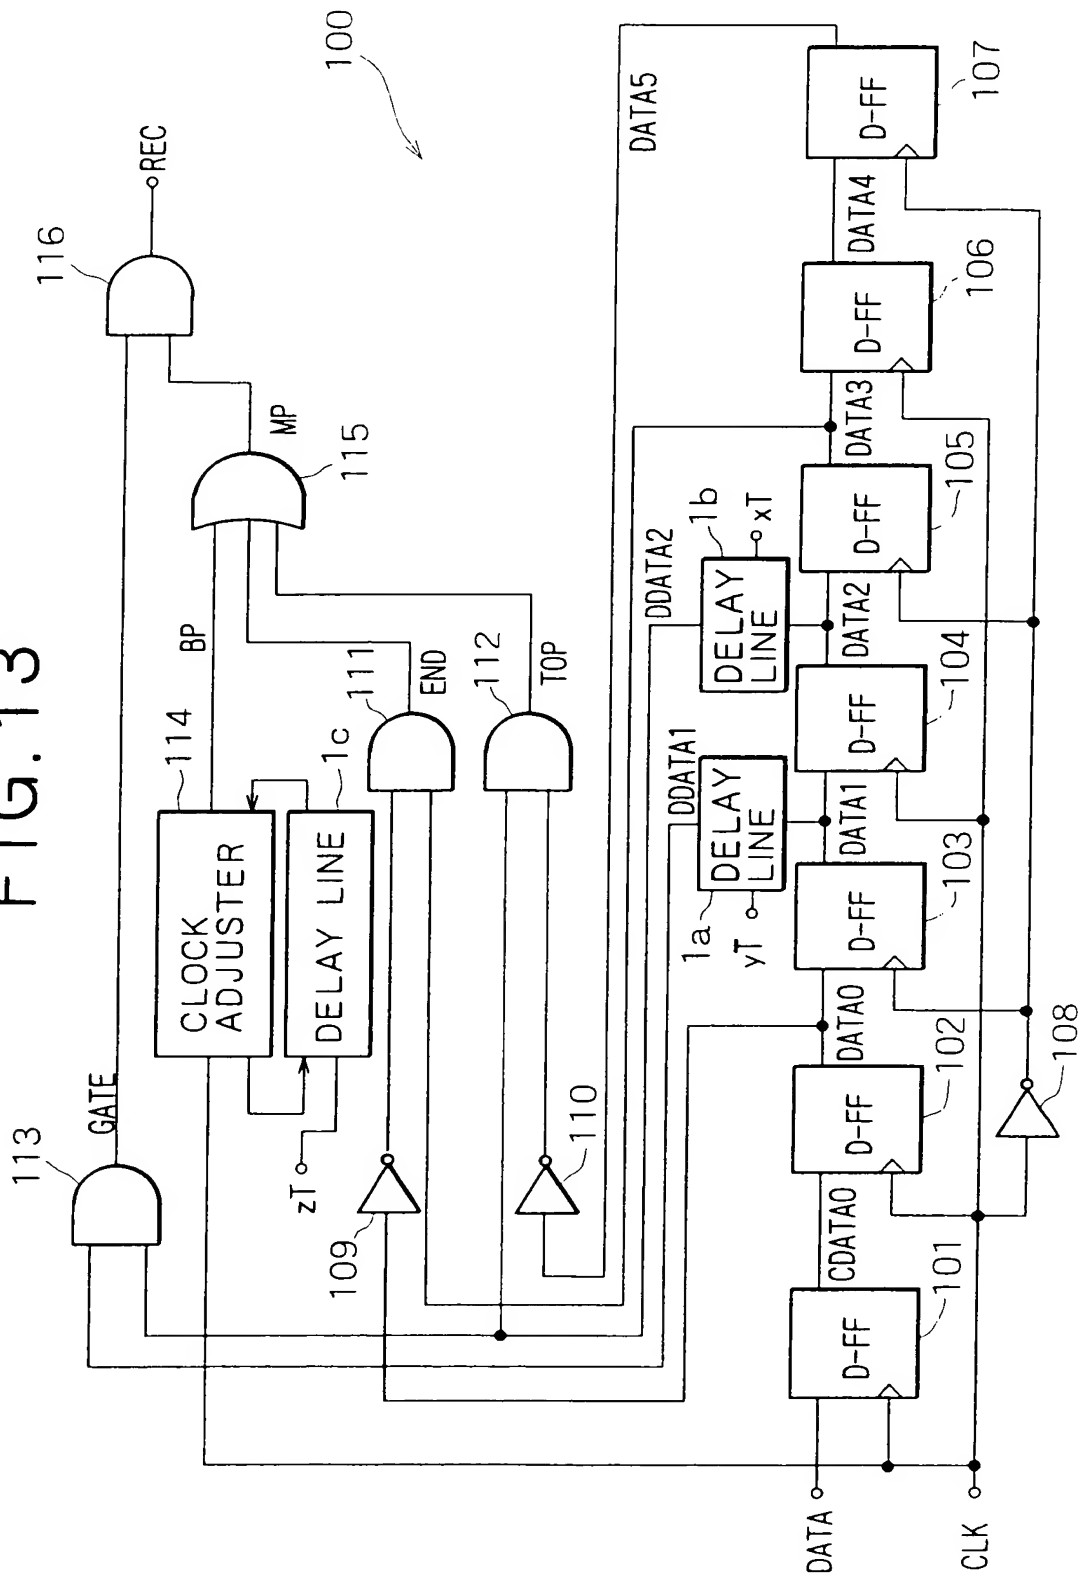 FIG.13
100
113
GATE
116
REC
114
BP
CLOCK
ADJUSTER
MP
115
zT
DELAY LINE
1c
109
111
END
110
112
TOP
DATA5
DDATA1
DDATA2
1a
yT
DELAY
LINE
1b
xT
DELAY
LINE
DATA
CLK
D-FF
101
CDATA0
D-FF
102
DATA0
108
D-FF
103
DATA1
D-FF
104
DATA2
D-FF
105
DATA3
D-FF
106
DATA4
D-FF
107